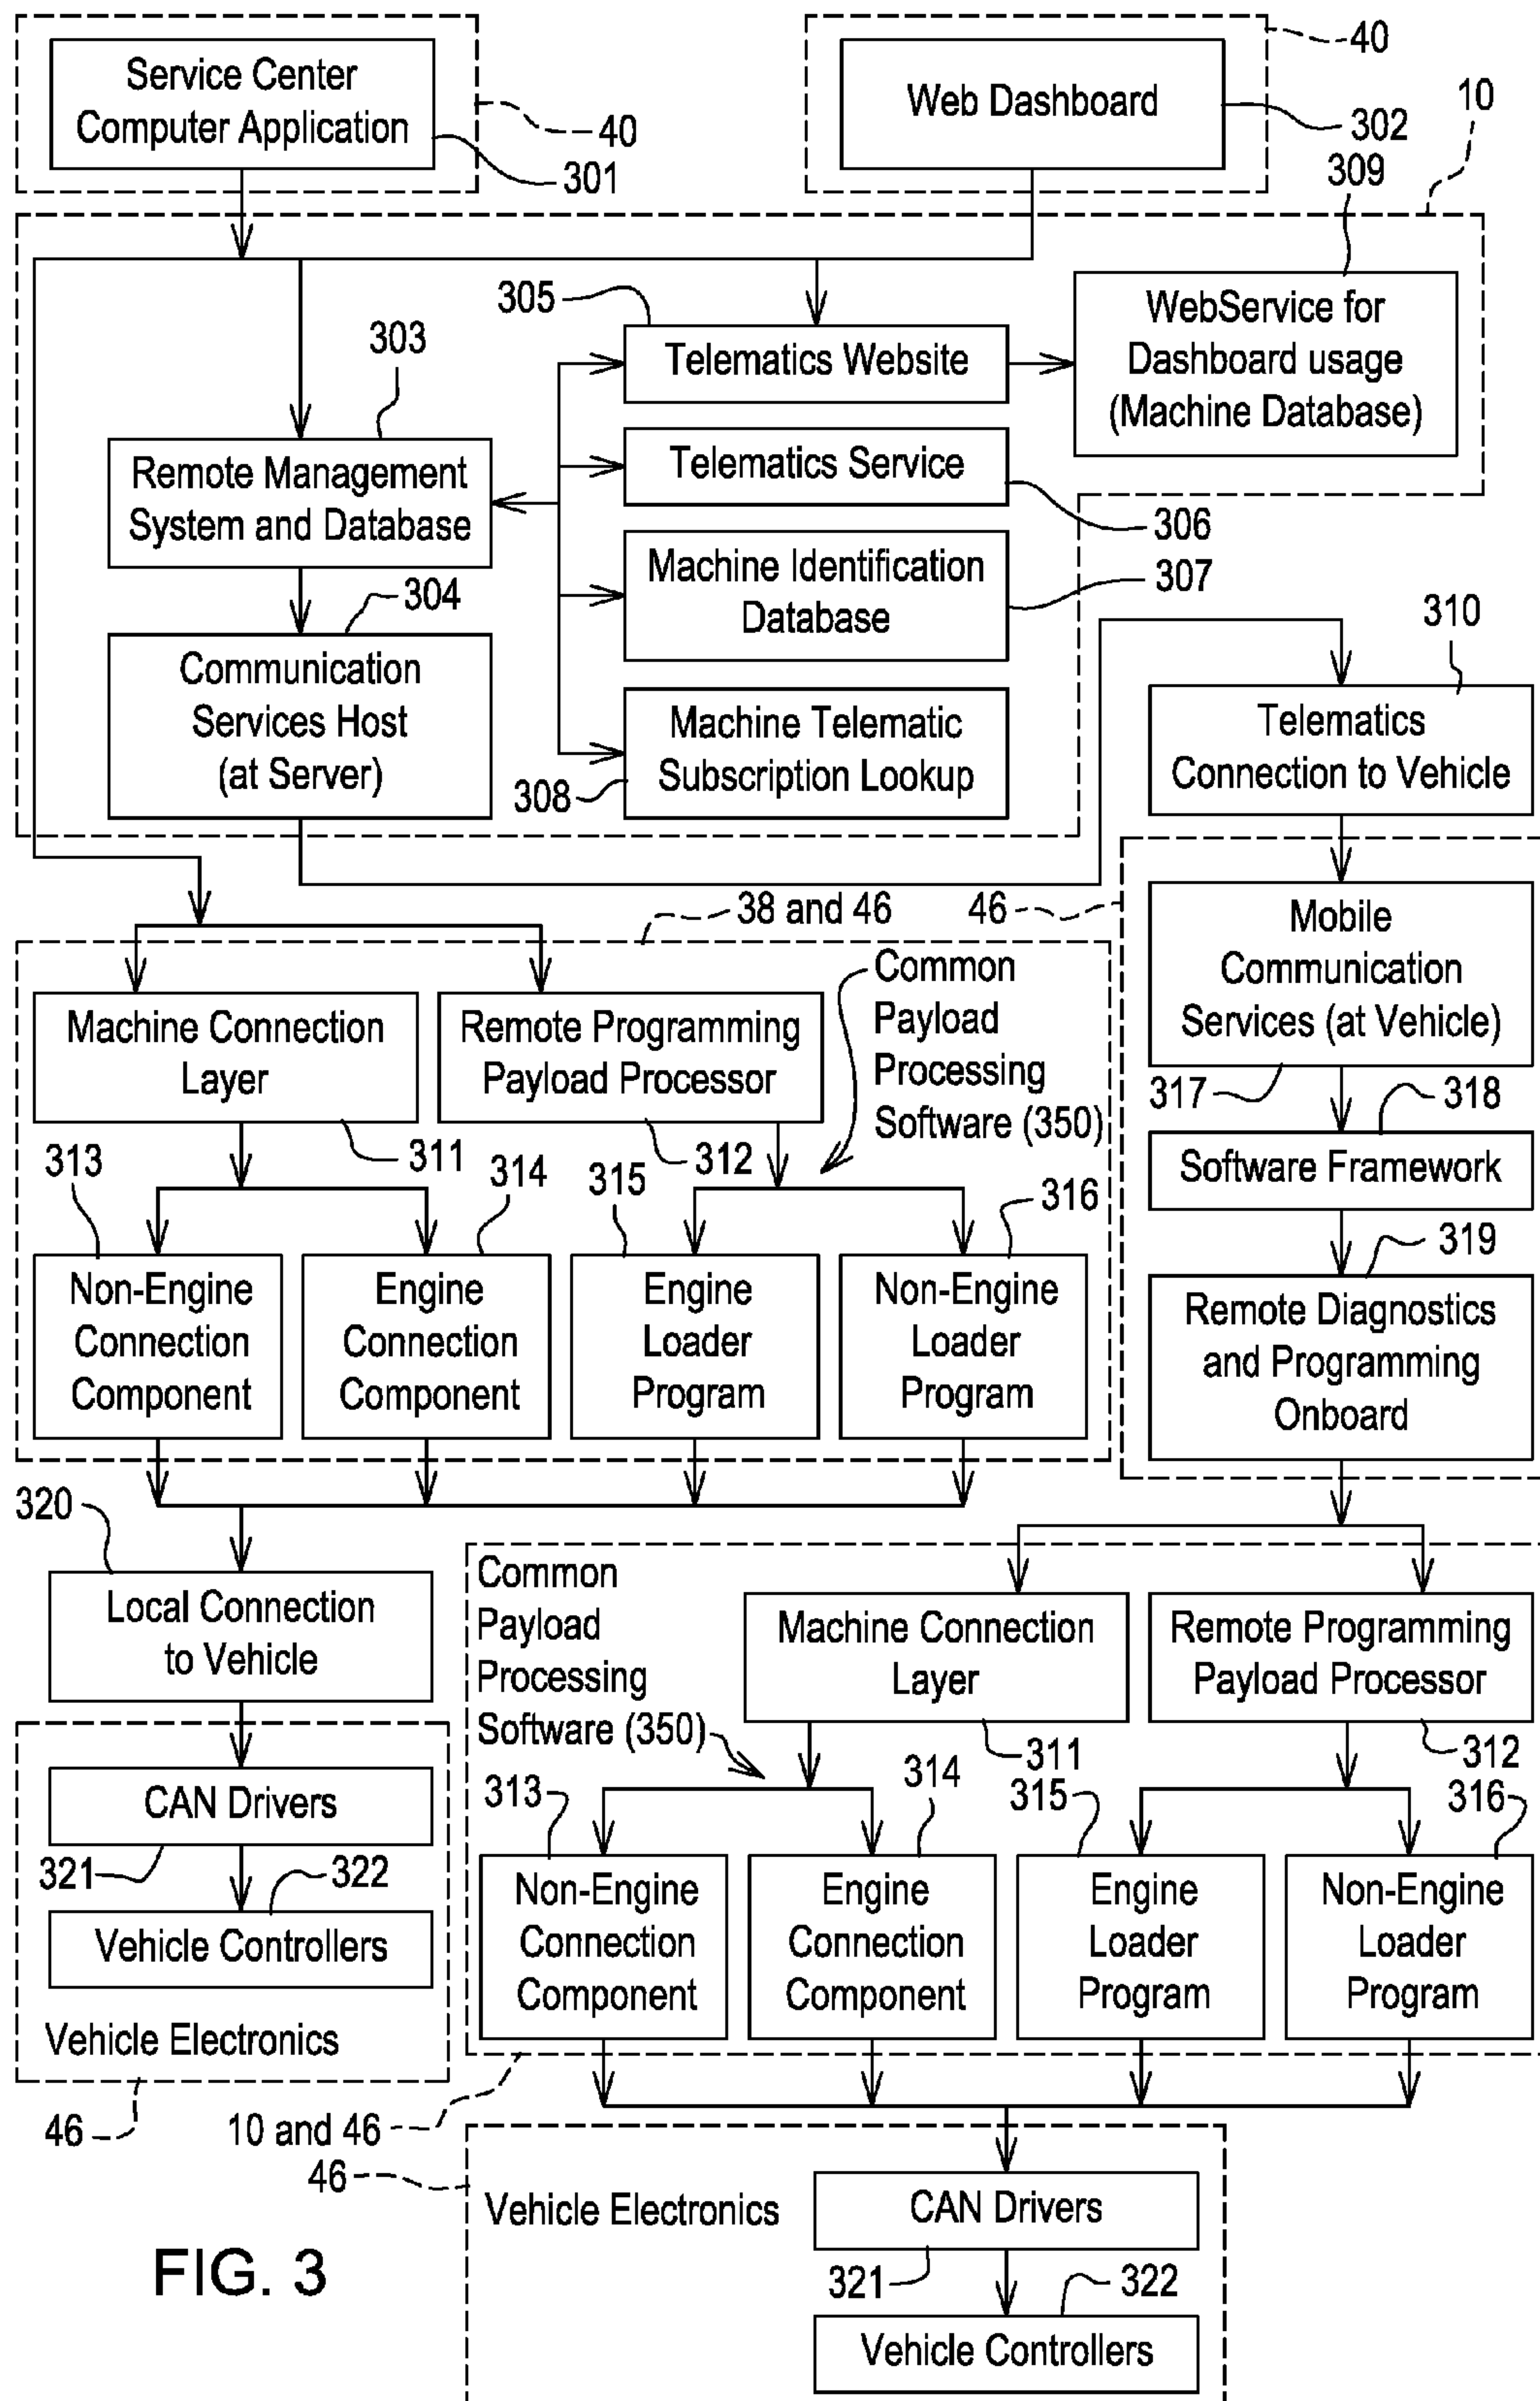 Service Center
Computer Application
40
301
Web Dashboard
40
302
10
309
305
Telematics Website
WebService for
Dashboard usage
(Machine Database)
303
Remote Management
System and Database
Telematics Service
306
Machine Identification
Database
307
304
Communication
Services Host
(at Server)
Machine Telematic
Subscription Lookup
308
310
Telematics
Connection to Vehicle
38 and 46
46
Mobile
Communication
Services (at Vehicle)
317
318
Software Framework
319
Remote Diagnostics
and Programming
Onboard
Common
Payload
Processing
Software (350)
Machine Connection
Layer
311
Remote Programming
Payload Processor
312
313
Non-Engine
Connection
Component
314
Engine
Connection
Component
315
Engine
Loader
Program
316
Non-Engine
Loader
Program
320
Local Connection
to Vehicle
CAN Drivers
321
322
Vehicle Controllers
Vehicle Electronics
46
Common
Payload
Processing
Software (350)
Machine Connection
Layer
311
Remote Programming
Payload Processor
312
313
Non-Engine
Connection
Component
314
Engine
Connection
Component
315
Engine
Loader
Program
316
Non-Engine
Loader
Program
10 and 46
46
Vehicle Electronics
CAN Drivers
321
322
Vehicle Controllers
FIG. 3